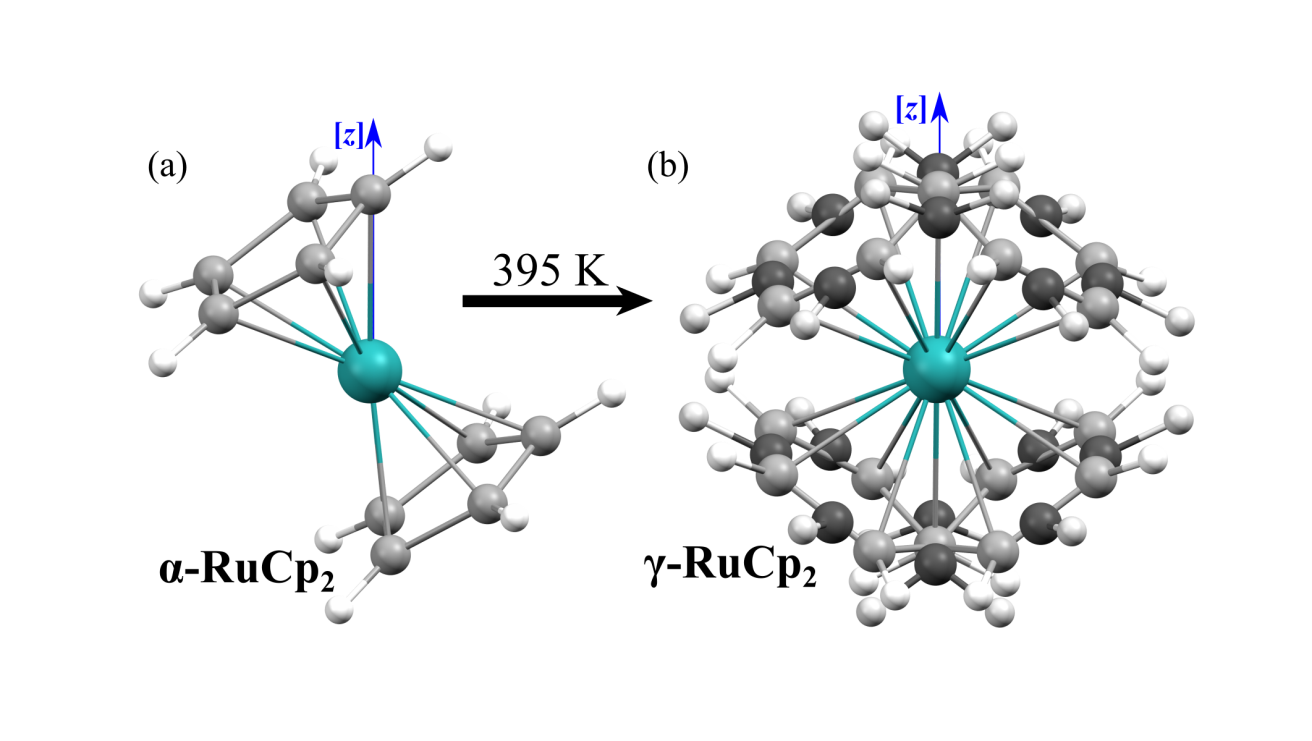 (a)
[z]
395 K
(b)
[z]
α-RuCp₂
γ-RuCp₂